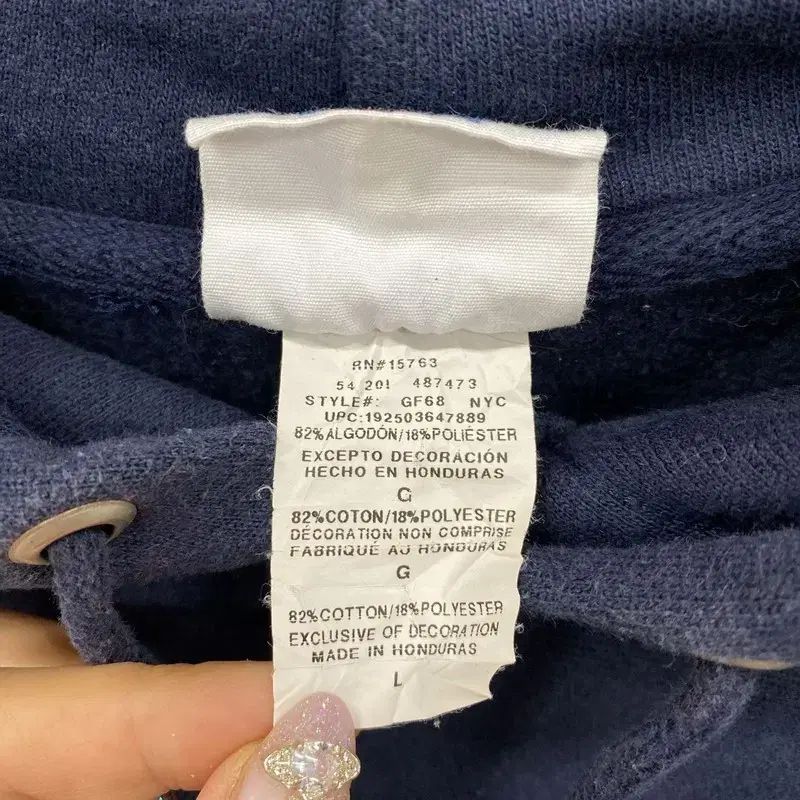 RN#15763
54 201 487473
STYLE#: GF68 NYC
UPC:192503647889
82%ALGODÓN/18%POLIÉSTER
EXCEPTO DECORACIÓN
HECHO EN HONDURAS
G
82%COTON/18%POLYESTER
DÉCORATION NON COMPRISE
FABRIQUÉ AU HONDURAS
G
82%COTTON/18%POLYESTER
EXCLUSIVE OF DECORATION
MADE IN HONDURAS
L